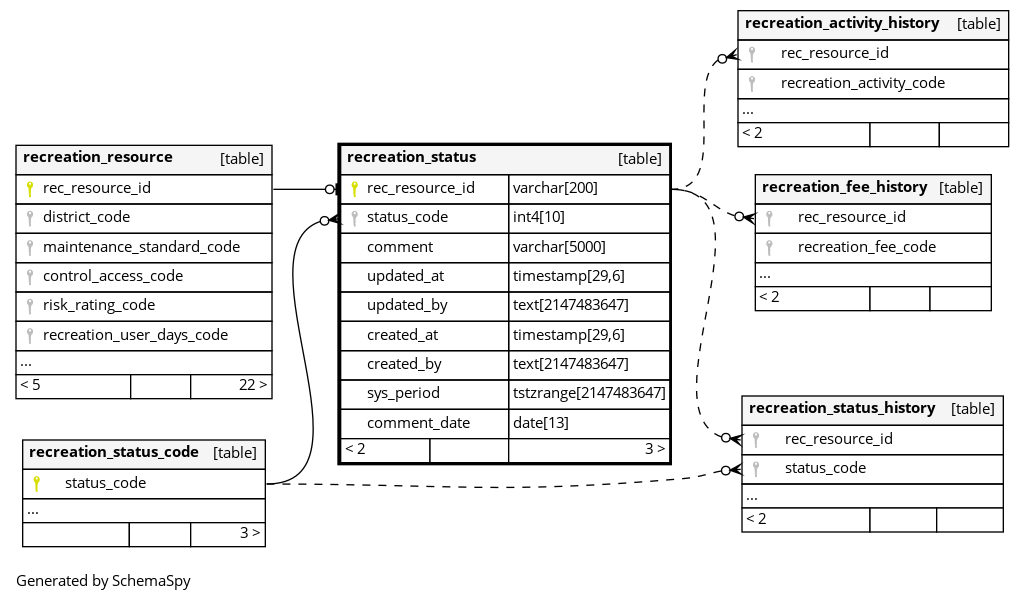 recreation_activity_history [table]
rec_resource_id
recreation_activity_code
...
< 2
recreation_resource [table]
rec_resource_id
district_code
maintenance_standard_code
control_access_code
risk_rating_code
recreation_user_days_code
...
< 5 22 >
recreation_status [table]
rec_resource_id varchar[200]
status_code int4[10]
comment varchar[5000]
updated_at timestamp[29,6]
updated_by text[2147483647]
created_at timestamp[29,6]
created_by text[2147483647]
sys_period tstzrange[2147483647]
comment_date date[13]
< 2 3 >
recreation_fee_history [table]
rec_resource_id
recreation_fee_code
...
< 2
recreation_status_history [table]
rec_resource_id
status_code
...
< 2
recreation_status_code [table]
status_code
...
3 >
Generated by SchemaSpy